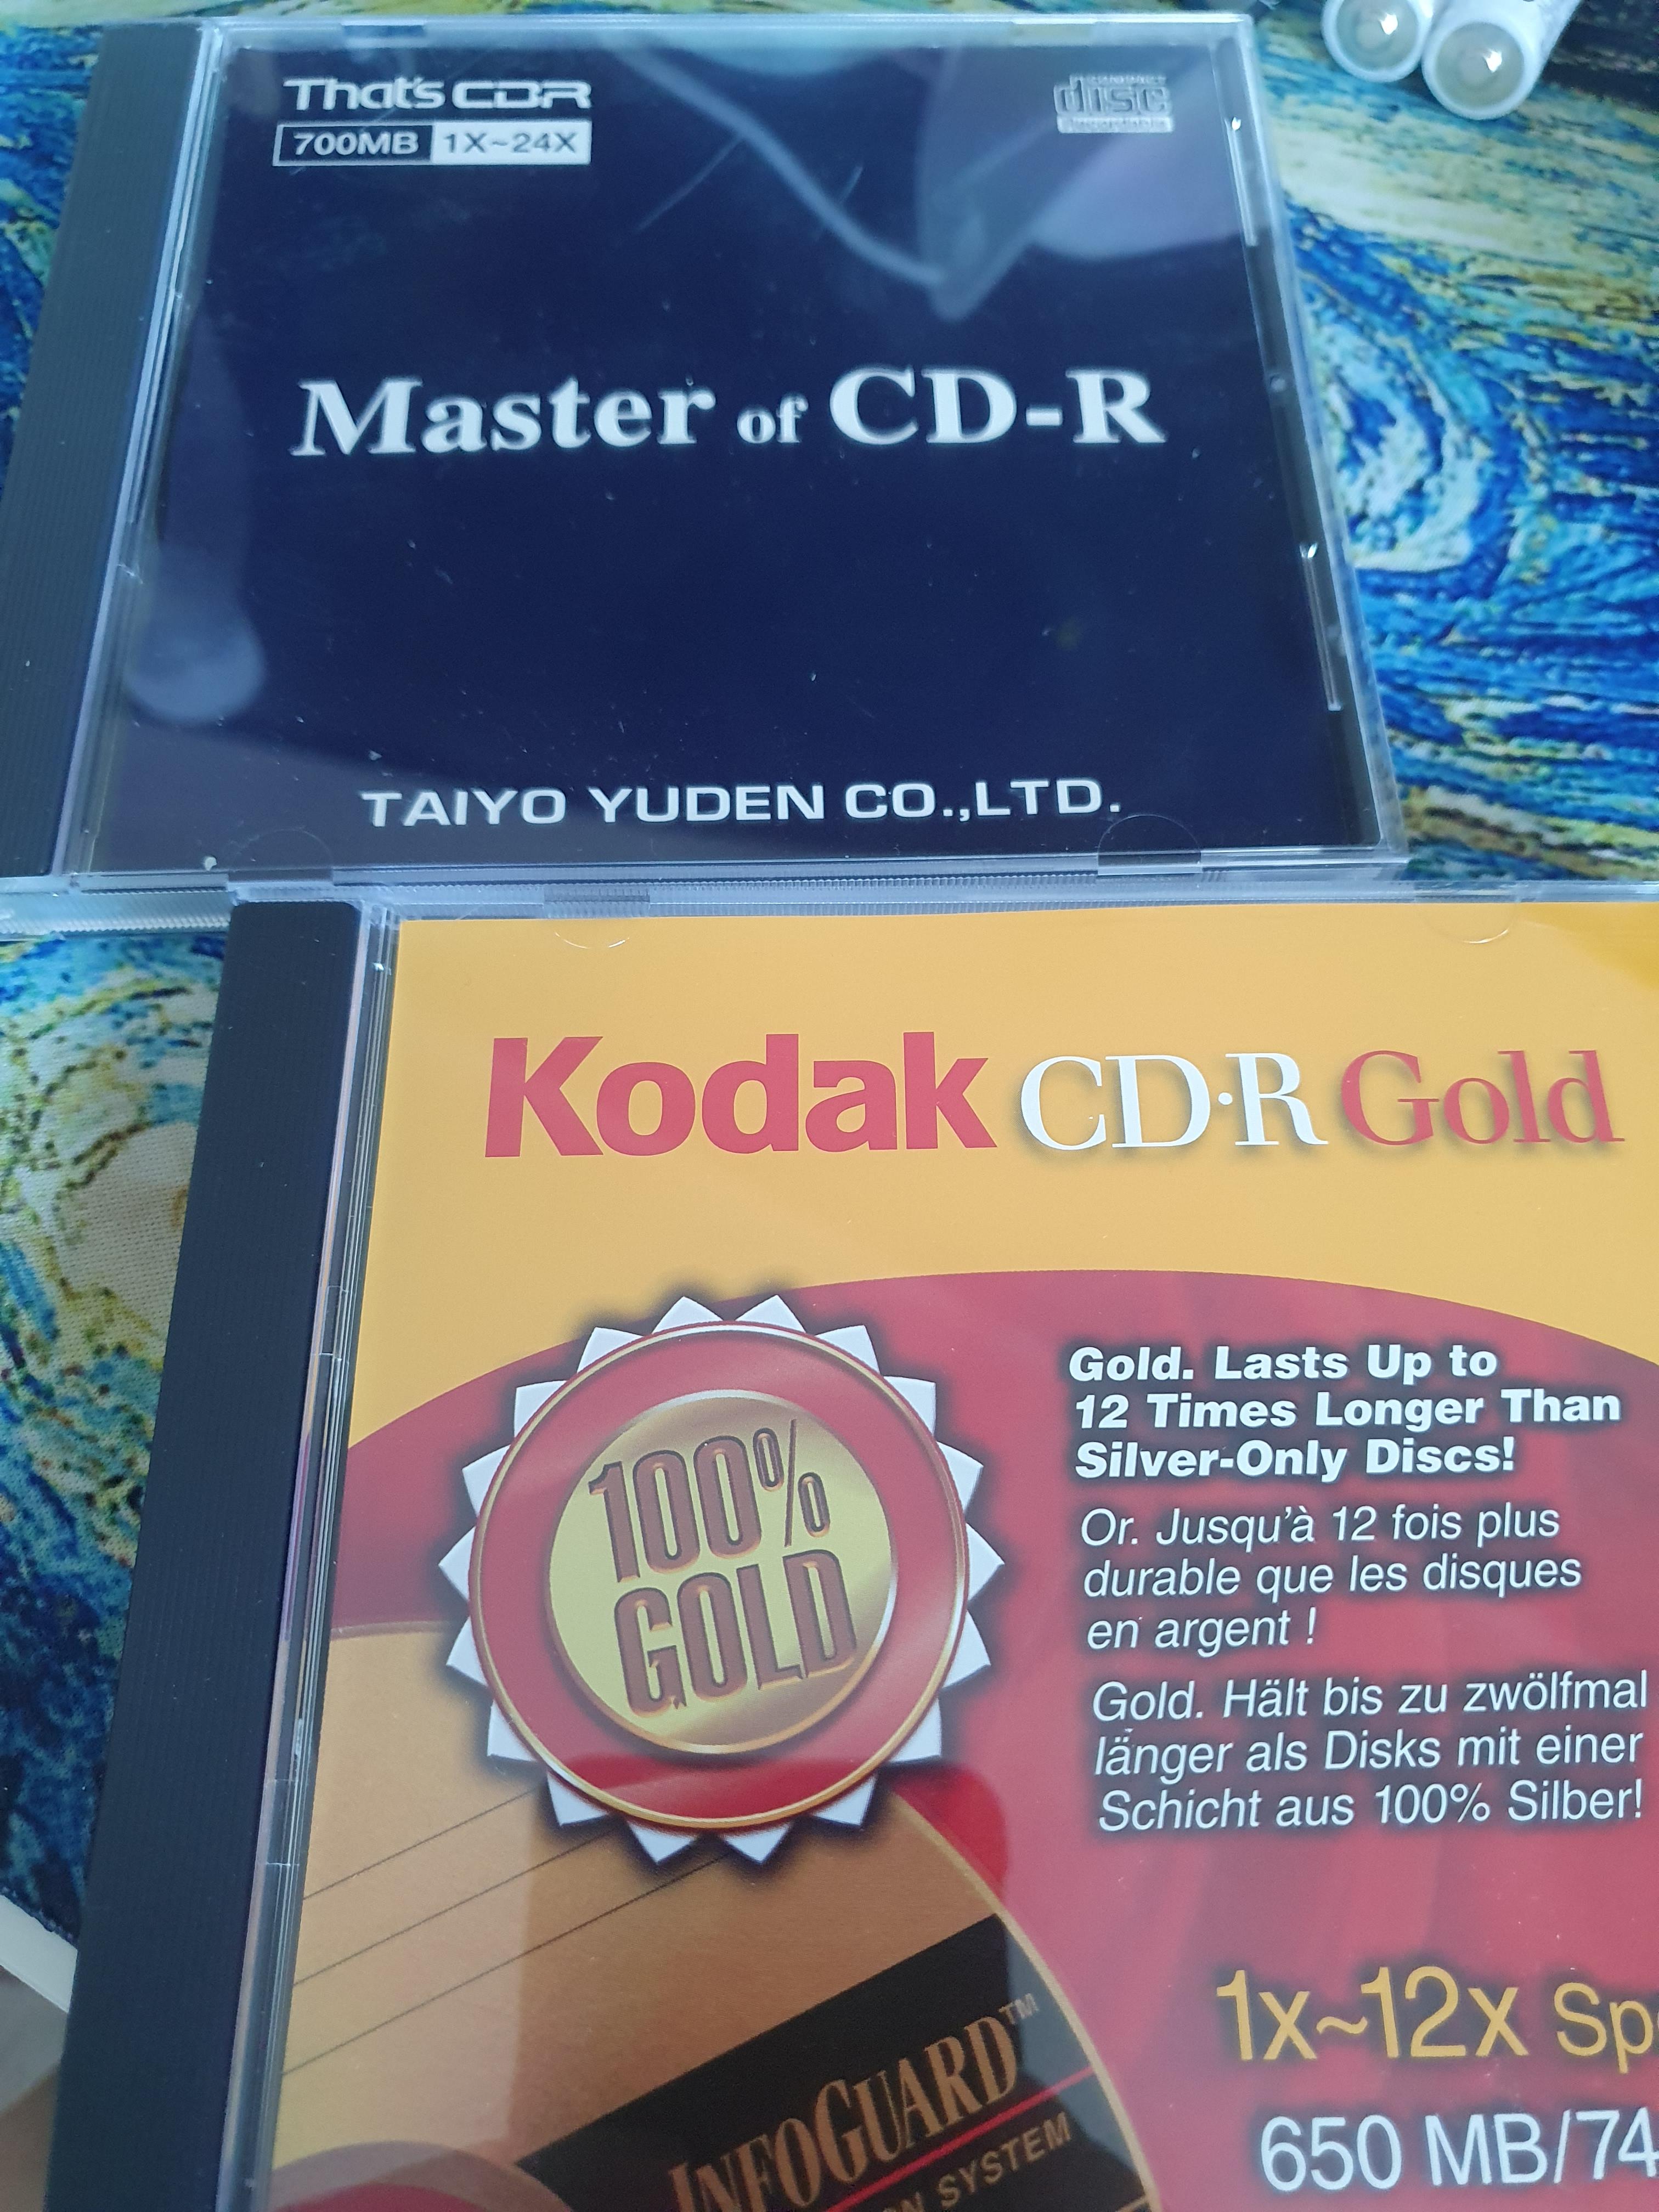 That's CDR
700MB 1X~24X
disc
Recordable
Master of CD-R
TAIYO YUDEN CO.,LTD.
Kodak CD·R Gold
100%
GOLD
Gold. Lasts Up to
12 Times Longer Than
Silver-Only Discs!
Or. Jusqu'à 12 fois plus
durable que les disques
en argent !
Gold. Hält bis zu zwölfmal
länger als Disks mit einer
Schicht aus 100% Silber!
1x~12x
INFOGUARD™
SYSTEM
650 MB/74